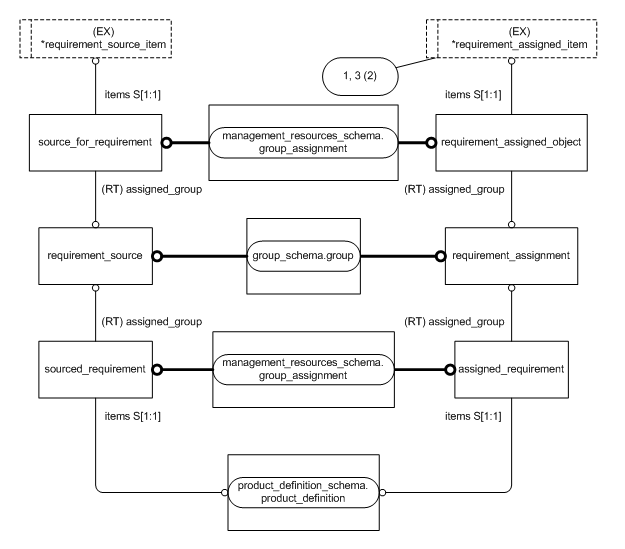 (EX)
*requirement_source_item
(EX)
*requirement_assigned_item
1, 3 (2)
items S[1:1]
items S[1:1]
source_for_requirement
management_resources_schema.
group_assignment
requirement_assigned_object
(RT) assigned_group
(RT) assigned_group
requirement_source
group_schema.group
requirement_assignment
(RT) assigned_group
(RT) assigned_group
sourced_requirement
management_resources_schema.
group_assignment
assigned_requirement
items S[1:1]
items S[1:1]
product_definition_schema.
product_definition